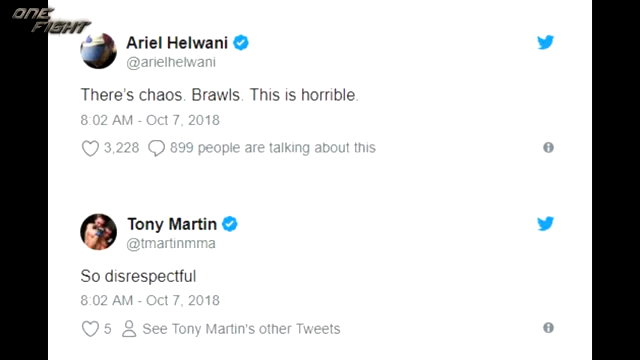 ONE
FIGHT
Ariel Helwani
@arielhelwani
There's chaos. Brawls. This is horrible.
8:02 AM - Oct 7, 2018
3,228 899 people are talking about this
Tony Martin
@tmartinmma
So disrespectful
8:02 AM - Oct 7, 2018
5 See Tony Martin's other Tweets